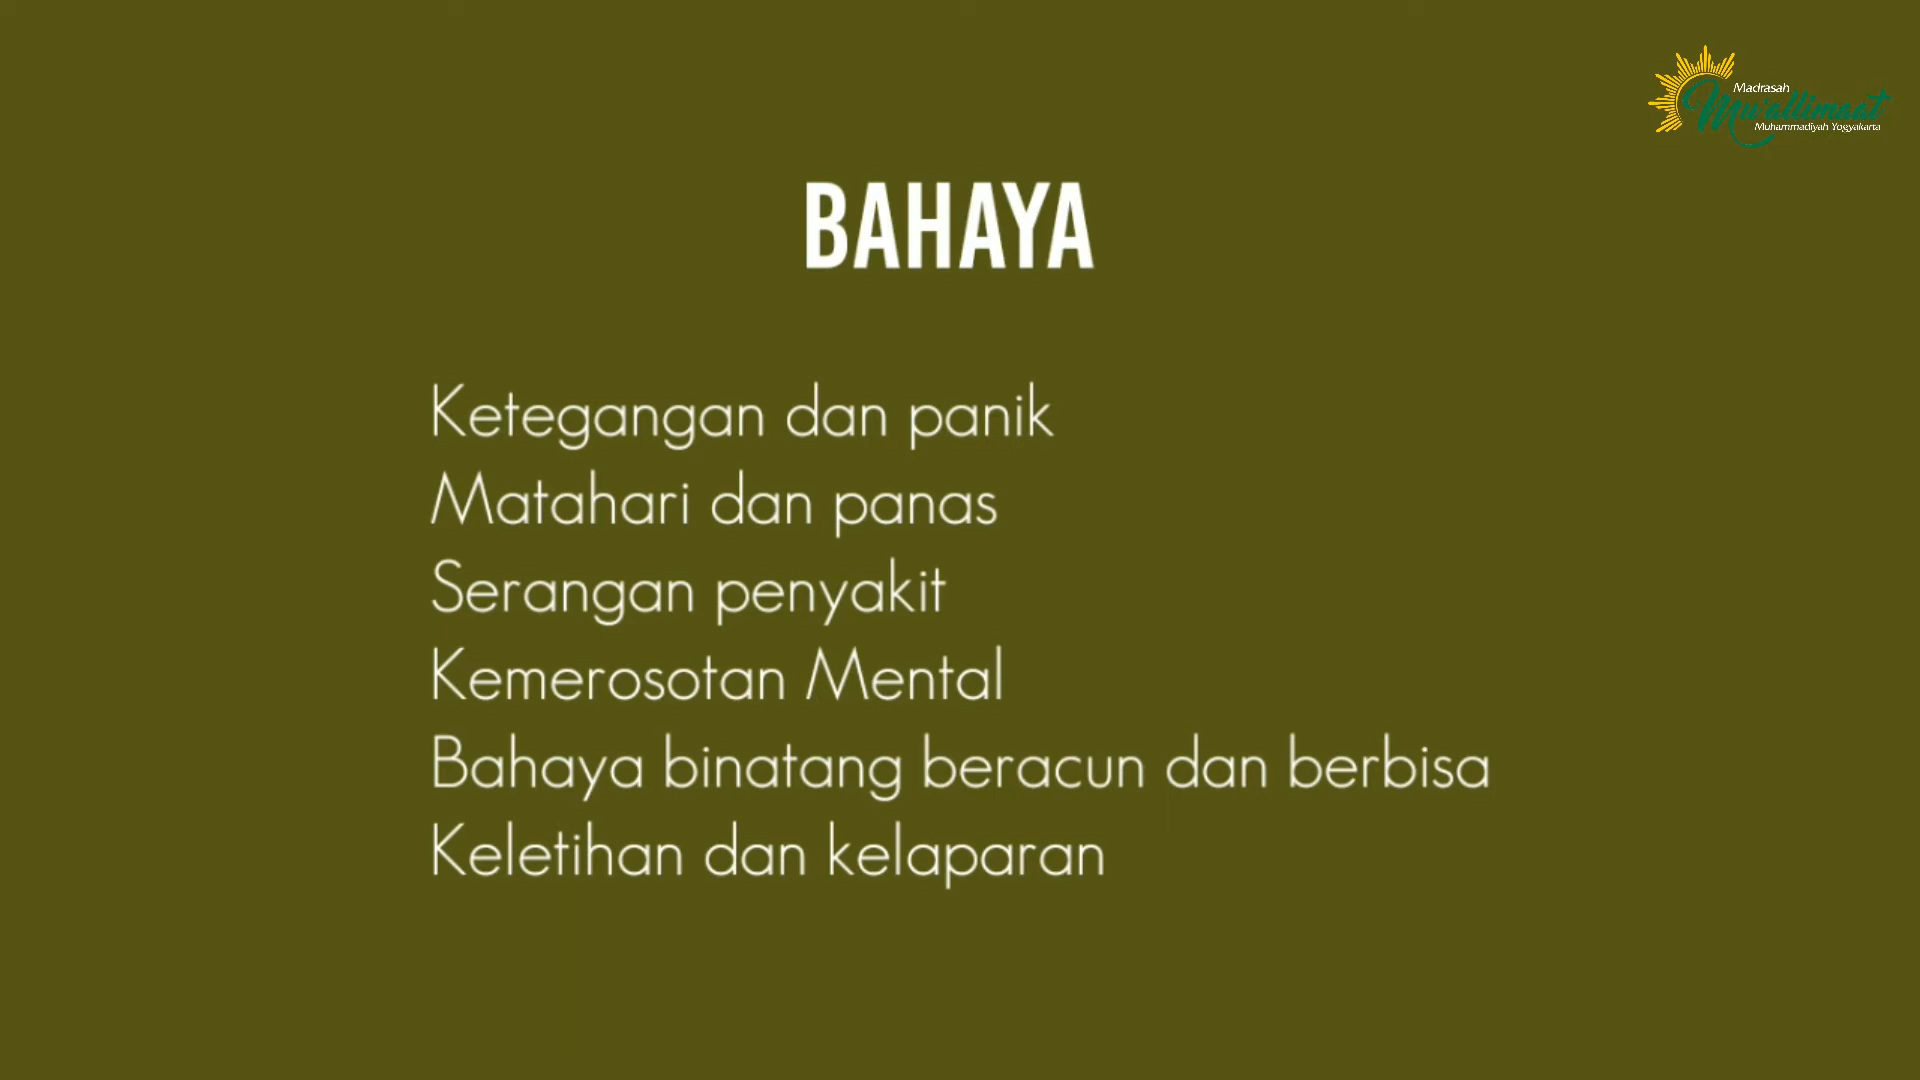 Madrasah
Mu'allimaat
Muhammadiyah Yogyakarta
BAHAYA
Ketegangan dan panik
Matahari dan panas
Serangan penyakit
Kemerosotan Mental
Bahaya binatang beracun dan berbisa
Keletihan dan kelaparan